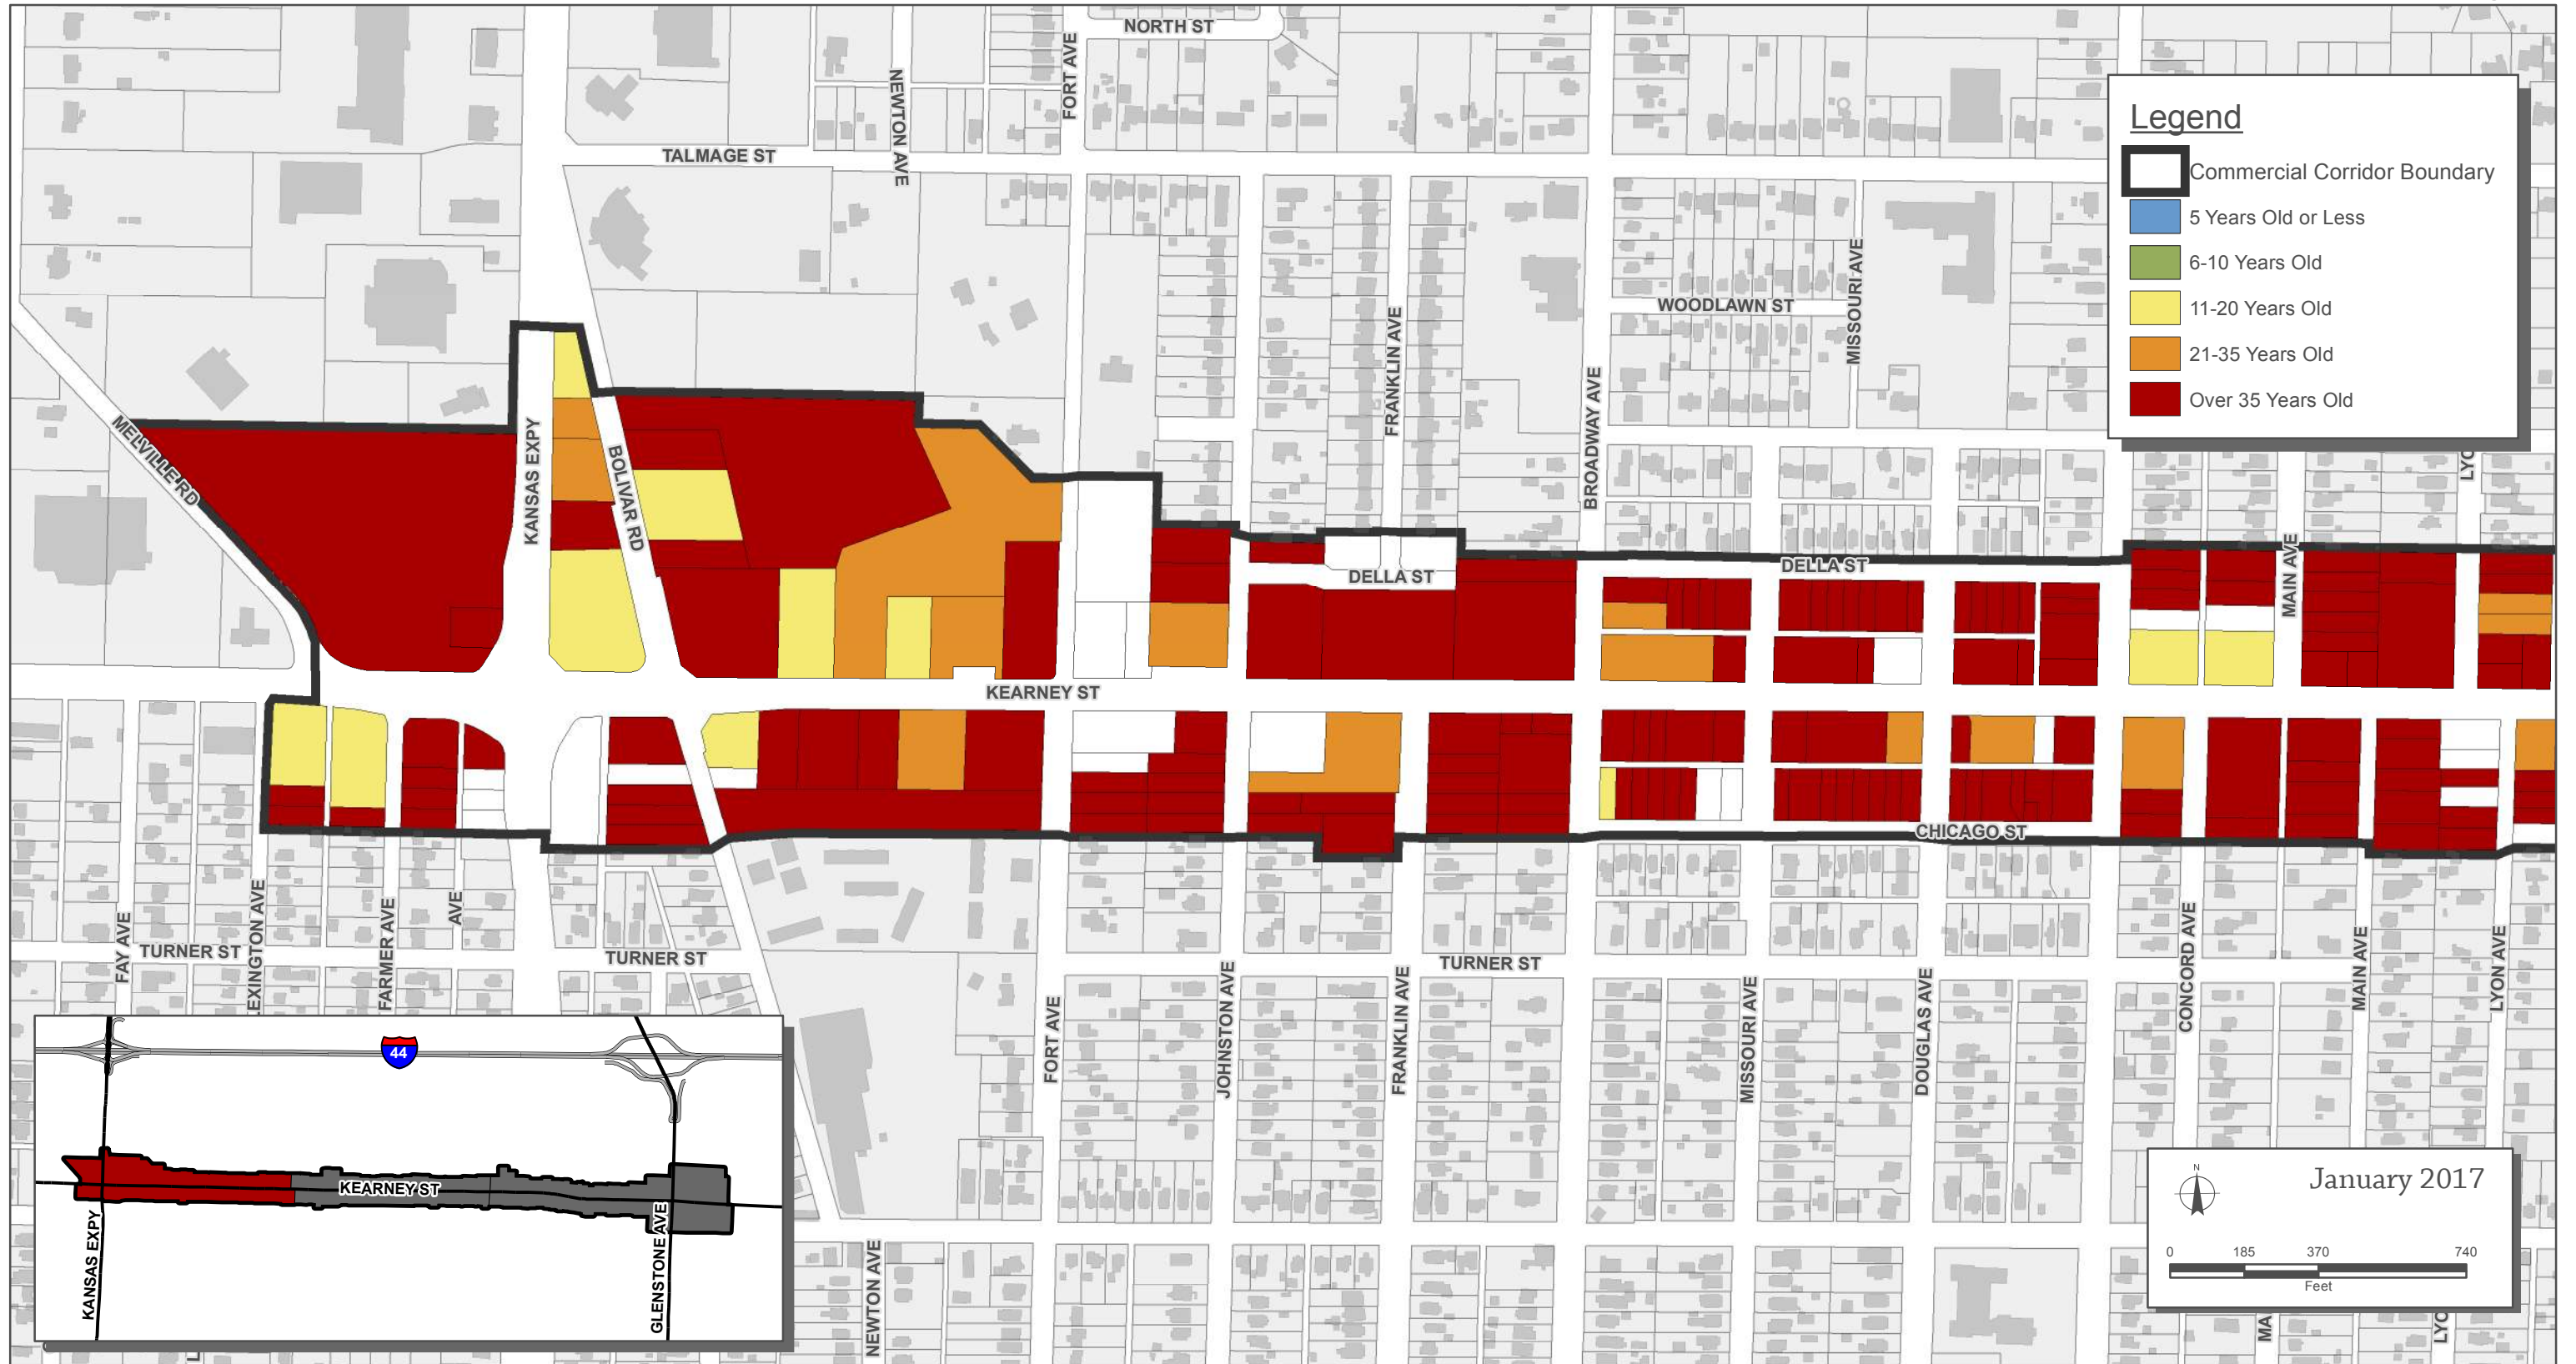 NORTH ST
FORT AVE
NEWTON AVE
TALMAGE ST
Legend
Commercial Corridor Boundary
5 Years Old or Less
6-10 Years Old
11-20 Years Old
21-35 Years Old
Over 35 Years Old
MISSOURI AVE
WOODLAWN ST
FRANKLIN AVE
BROADWAY AVE
MELVILLE RD
KANSAS EXPY
BOLIVAR RD
LYO
MAIN AVE
DELLA ST
DELLA ST
KEARNEY ST
CHICAGO ST
FAY AVE
TURNER ST
LEXINGTON AVE
FARMER AVE
AVE
TURNER ST
TURNER ST
FORT AVE
JOHNSTON AVE
FRANKLIN AVE
MISSOURI AVE
DOUGLAS AVE
CONCORD AVE
MAIN AVE
LYON AVE
44
KEARNEY ST
KANSAS EXPY
GLENSTONE AVE
NEWTON AVE
N
January 2017
0 185 370 740
Feet
MA
LYO